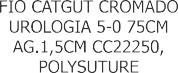 FIO CATGUT CROMADO
UROLOGIA 5-0 75CM
AG.1,5CM CC22250,
POLYSUTURE